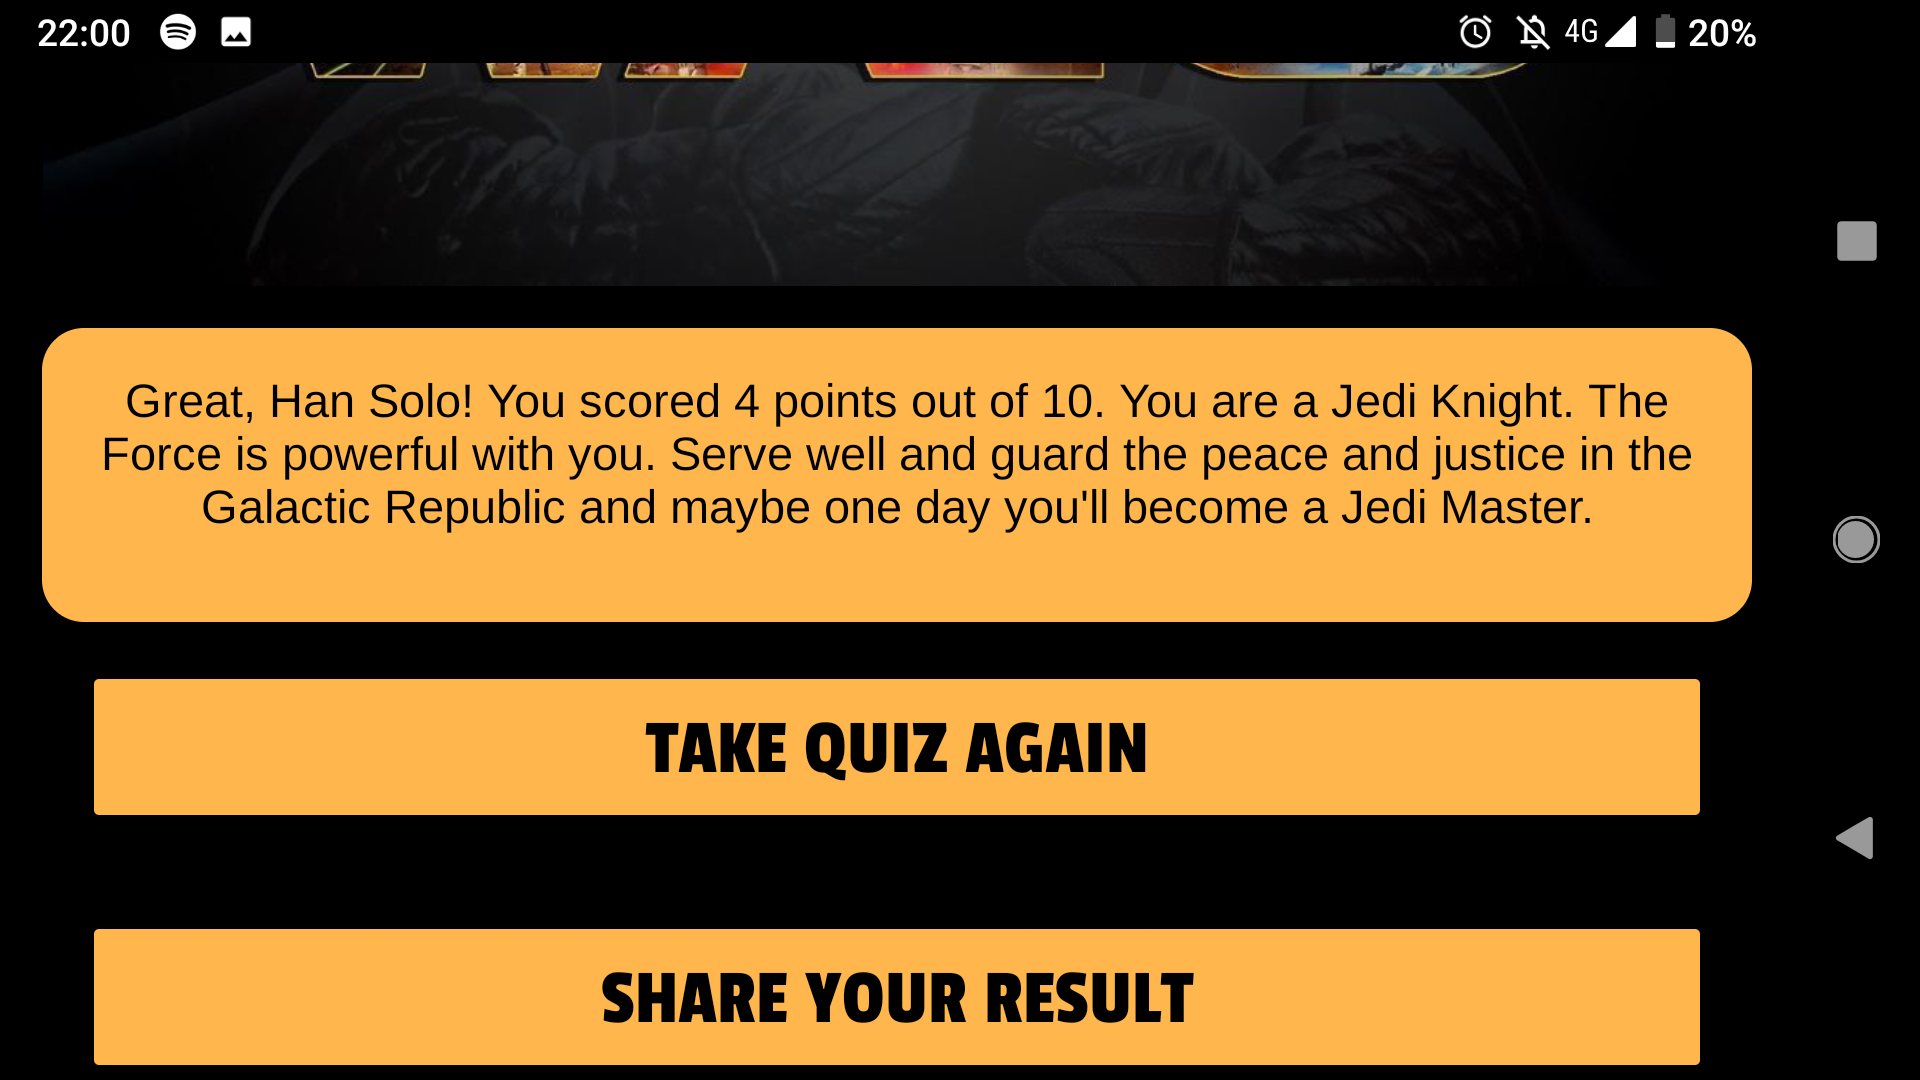 22:00 4G 20%
Great, Han Solo! You scored 4 points out of 10. You are a Jedi Knight. The
Force is powerful with you. Serve well and guard the peace and justice in the
Galactic Republic and maybe one day you'll become a Jedi Master.
TAKE QUIZ AGAIN
SHARE YOUR RESULT